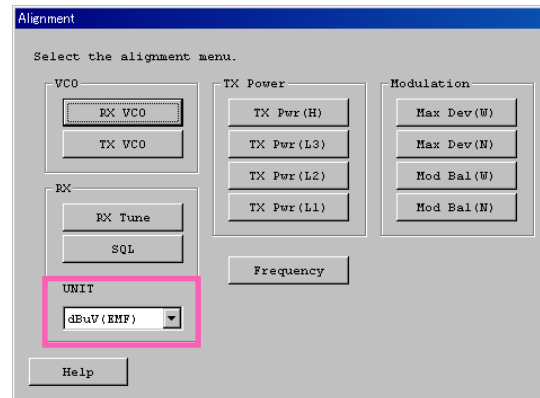 Alignment
Select the alignment menu.
VCO
RX VCO
TX VCO
RX
RX Tune
SQL
UNIT
dBuV(EMF)
TX Power
TX Pwr(H)
TX Pwr(L3)
TX Pwr(L2)
TX Pwr(L1)
Frequency
Modulation
Max Dev(W)
Max Dev(N)
Mod Bal(W)
Mod Bal(N)
Help